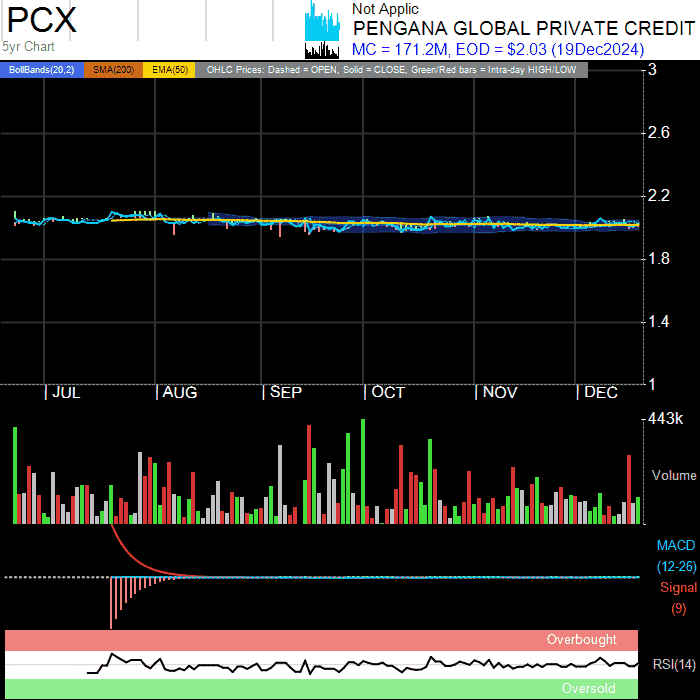 PCX
5yr Chart
Not Applic
PENGANA GLOBAL PRIVATE CREDIT
MC = 171.2M, EOD = $2.03 (19Dec2024)
BollBands(20,2) SMA(200) EMA(50) OHLC Prices: Dashed = OPEN, Solid = CLOSE, Green/Red bars = Intra-day HIGH/LOW
3
2.6
2.2
1.8
1.4
1
JUL AUG SEP OCT NOV DEC
443k
Volume
MACD
(12-26)
Signal
(9)
Overbought
RSI(14)
Oversold